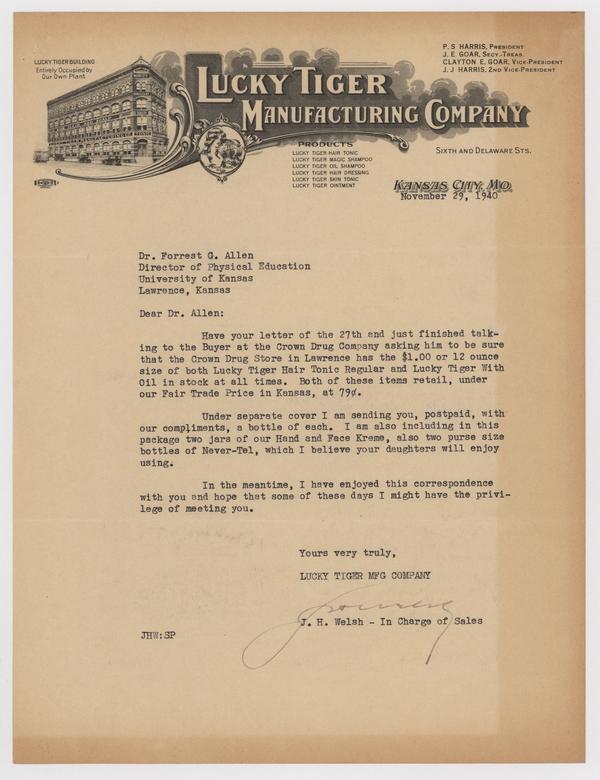 LUCKY TIGER BUILDING
Entirely Occupied by
Our Own Plant
P. S HARRIS, PRESIDENT
J. E. GOAR, SECY.-TREAS.
CLAYTON E. GOAR, VICE-PRESIDENT
J. J HARRIS, 2ND VICE-PRESIDENT
LUCKY TIGER
MANUFACTURING COMPANY
PRODUCTS
LUCKY TIGER HAIR TONIC
LUCKY TIGER MAGIC SHAMPOO
LUCKY TIGER OIL SHAMPOO
LUCKY TIGER HAIR DRESSING
LUCKY TIGER SKIN TONIC
LUCKY TIGER OINTMENT
SIXTH AND DELAWARE STS.
KANSAS CITY, MO.
November 29, 1940
Dr. Forrest C. Allen
Director of Physical Education
University of Kansas
Lawrence, Kansas
Dear Dr. Allen:
Have your letter of the 27th and just finished talk-
ing to the Buyer at the Crown Drug Company asking him to be sure
that the Crown Drug Store in Lawrence has the $1.00 or 12 ounce
size of both Lucky Tiger Hair Tonic Regular and Lucky Tiger With
Oil in stock at all times. Both of these items retail, under
our Fair Trade Price in Kansas, at 79¢.
Under separate cover I am sending you, postpaid, with
our compliments, a bottle of each. I am also including in this
package two jars of our Hand and Face Kreme, also two purse size
bottles of Never-Tel, which I believe your daughters will enjoy
using.
In the meantime, I have enjoyed this correspondence
with you and hope that some of these days I might have the privi-
lege of meeting you.
Yours very truly,
LUCKY TIGER MFG COMPANY
J. H. Welsh - In Charge of Sales
JHW:SP